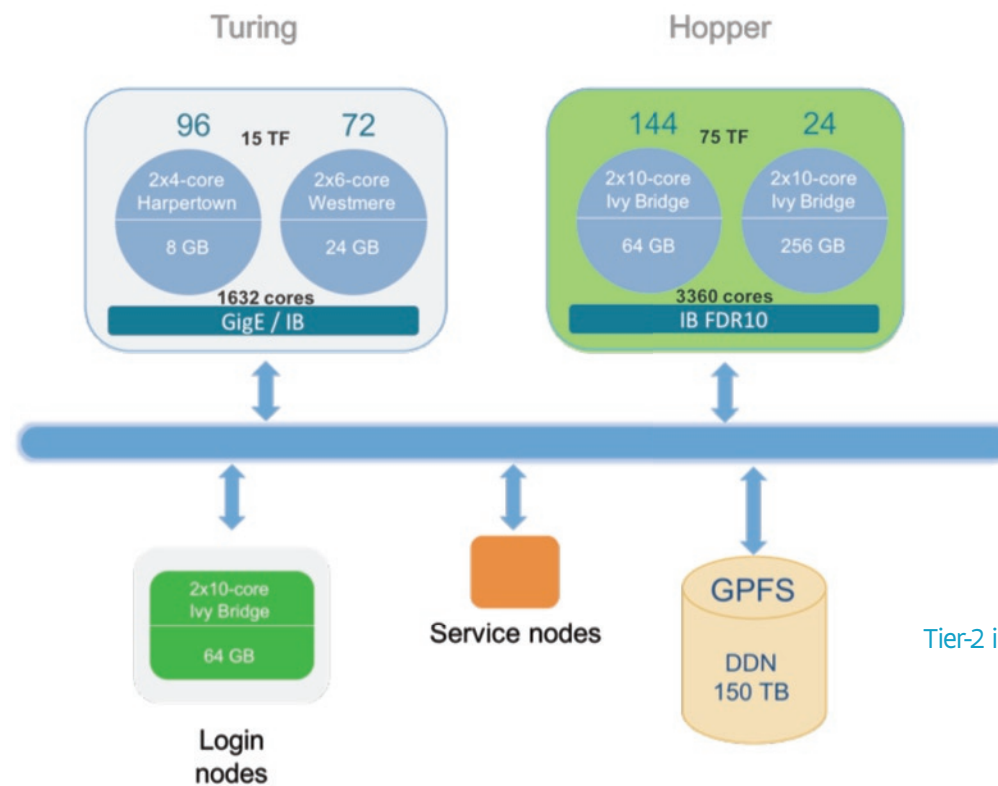 Turing
Hopper
96 15 TF 72
2x4-core
Harpertown
8 GB
2x6-core
Westmere
24 GB
1632 cores
GigE / IB
144 75 TF 24
2x10-core
Ivy Bridge
64 GB
2x10-core
Ivy Bridge
256 GB
3360 cores
IB FDR10
2x10-core
Ivy Bridge
64 GB
Login
nodes
Service nodes
GPFS
DDN
150 TB
Tier-2 i